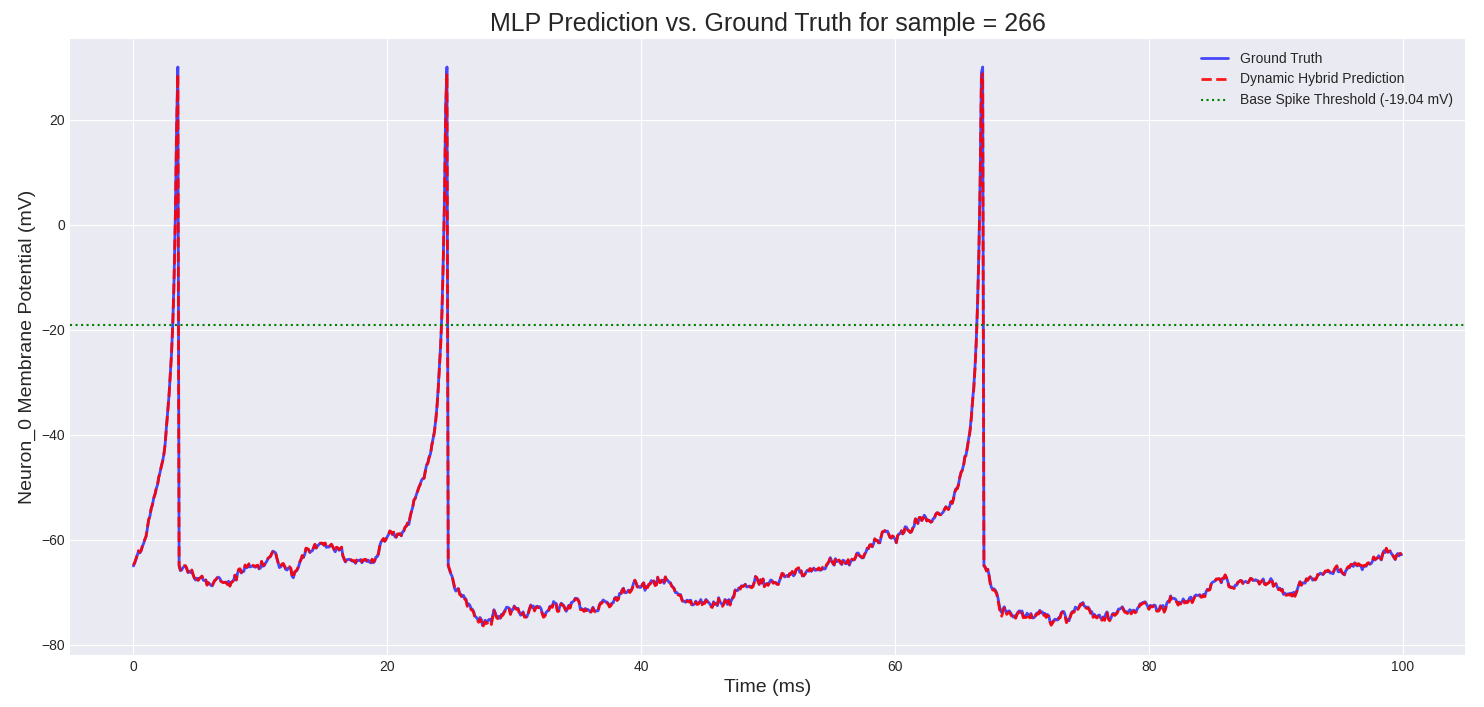 MLP Prediction vs. Ground Truth for sample = 266
Ground Truth
Dynamic Hybrid Prediction
Base Spike Threshold (-19.04 mV)
Neuron_0 Membrane Potential (mV)
20
0
−20
−40
−60
−80
0
20
40
60
80
100
Time (ms)